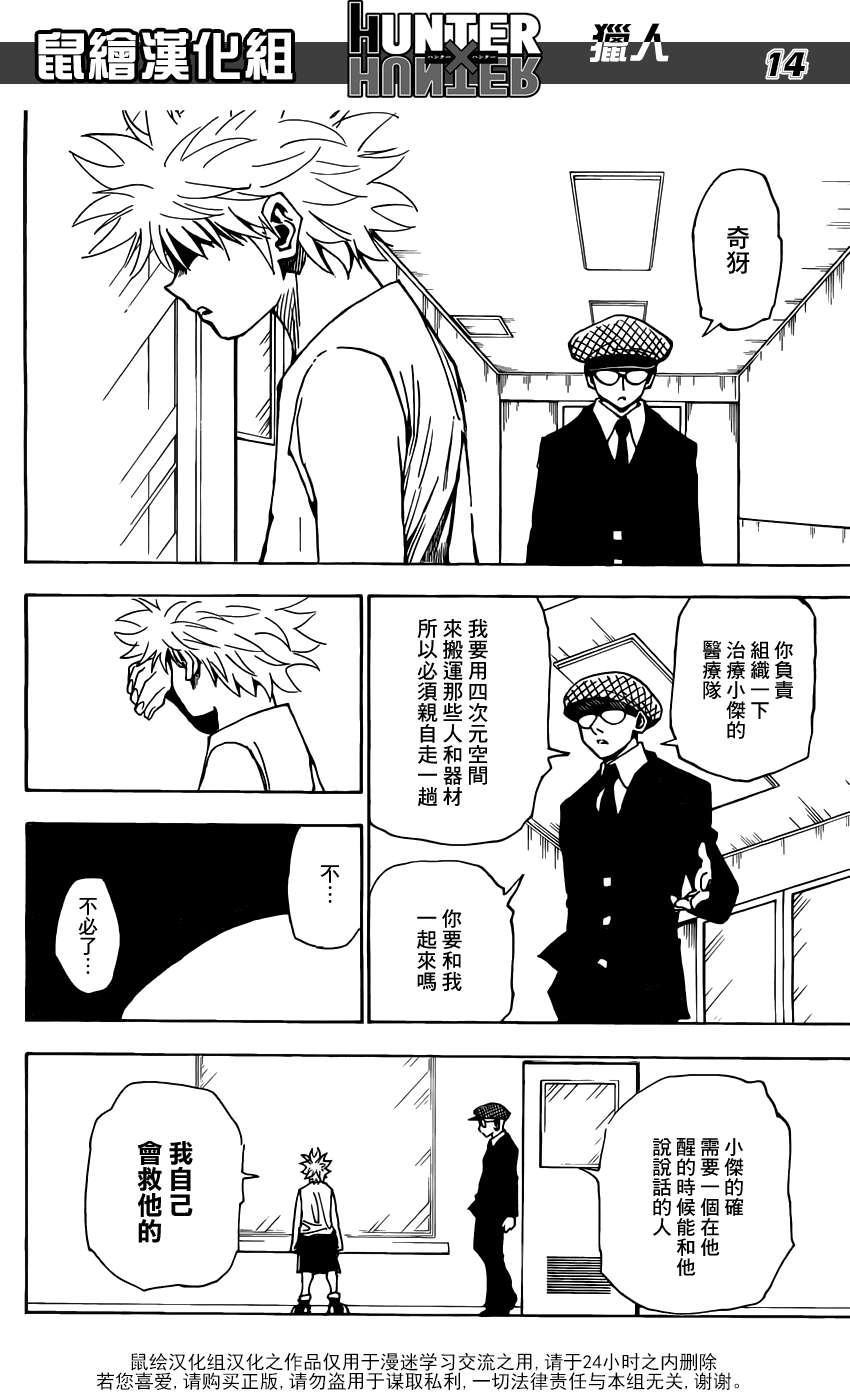 鼠繪漢化組
HUNTER
×
HUNTER
ハンター
ハンター
獵人
14
奇犽
你負責
組織一下
治療小傑的
醫療隊
我要用四次元空間
來搬運那些人和器材
所以必須親自走一趟
你要和我
一起來嗎
不…
不必了…
小傑的確
需要一個在他
醒的時候能和他
說說話的人
我自己
會救他的
鼠绘汉化组汉化之作品仅用于漫迷学习交流之用,请于24小时之内删除
若您喜爱,请购买正版,请勿盗用于谋取私利,一切法律责任与本组无关,谢谢。